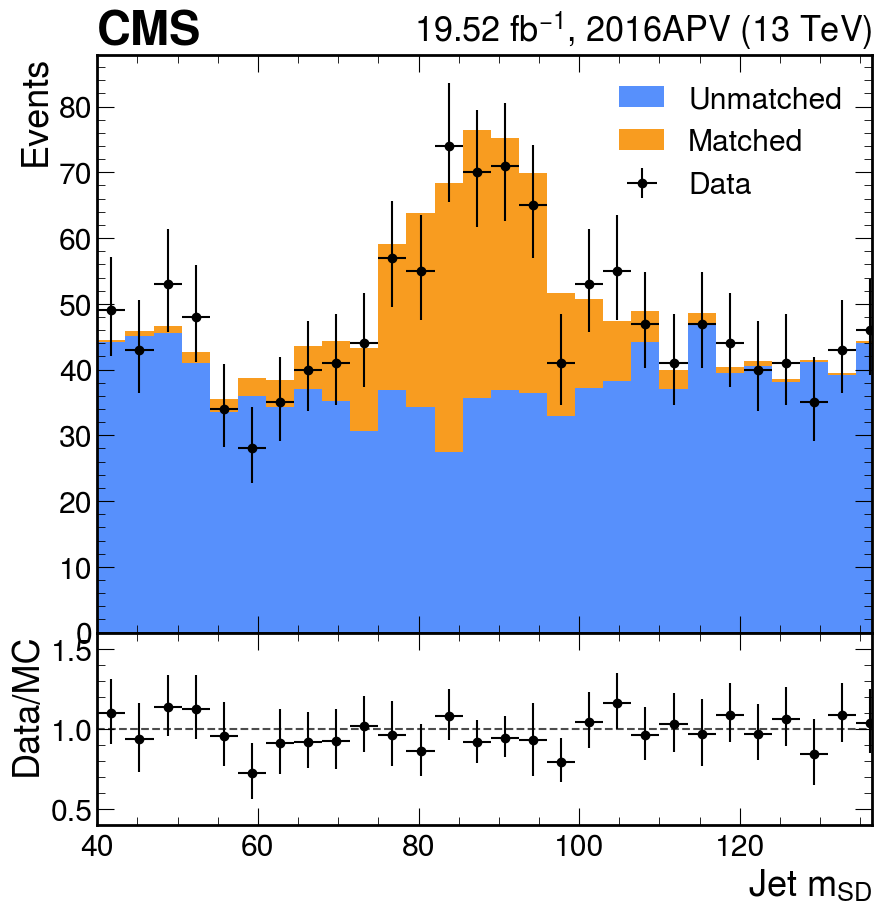 CMS 19.52 fb⁻¹, 2016APV (13 TeV)
Events
80
70
60
50
40
30
20
10
0
Unmatched
Matched
Data
Data/MC
1.5
1.0
0.5
40 60 80 100 120
Jet m_SD